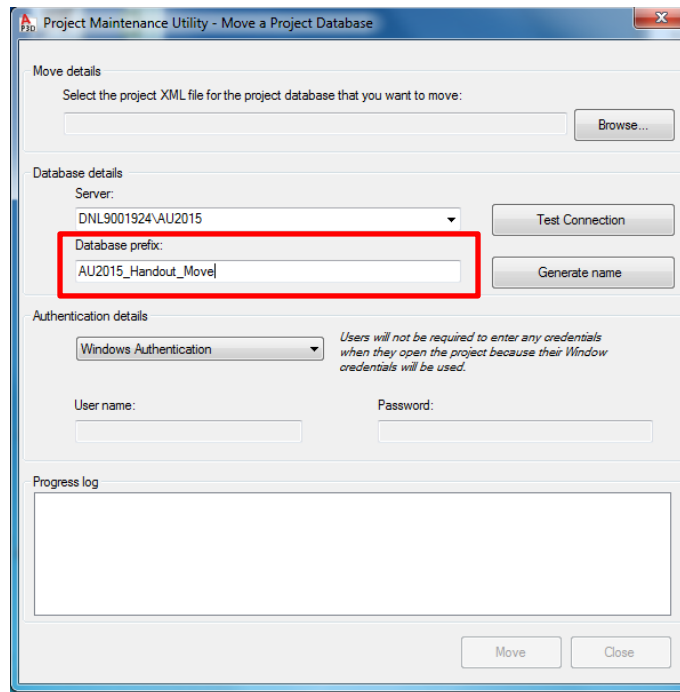 A
P3D
Project Maintenance Utility - Move a Project Database
Move details
Select the project XML file for the project database that you want to move:
Browse...
Database details
Server:
DNL9001924\AU2015
Test Connection
Database prefix:
AU2015_Handout_Move
Generate name
Authentication details
Windows Authentication
Users will not be required to enter any credentials
when they open the project because their Window
credentials will be used.
User name:
Password:
Progress log
Move
Close